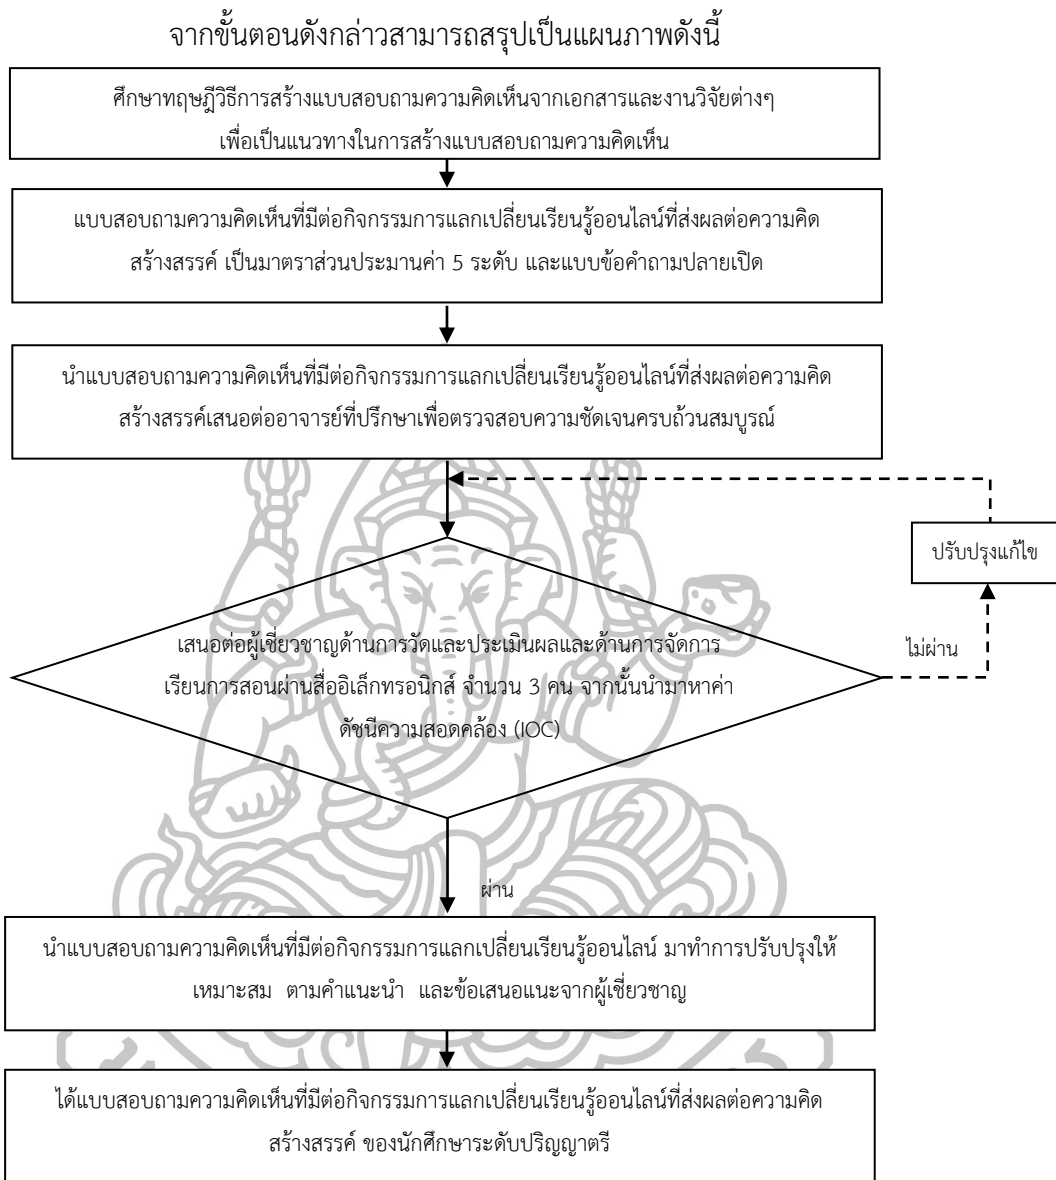 จากขั้นตอนดังกล่าวสามารถสรุปเป็นแผนภาพดังนี้
ศึกษาทฤษฎีวิธีการสร้างแบบสอบถามความคิดเห็นจากเอกสารและงานวิจัยต่างๆ
เพื่อเป็นแนวทางในการสร้างแบบสอบถามความคิดเห็น
แบบสอบถามความคิดเห็นที่มีต่อกิจกรรมการแลกเปลี่ยนเรียนรู้ออนไลน์ที่ส่งผลต่อความคิด
สร้างสรรค์ เป็นมาตราส่วนประมานค่า 5 ระดับ และแบบข้อคำถามปลายเปิด
นำแบบสอบถามความคิดเห็นที่มีต่อกิจกรรมการแลกเปลี่ยนเรียนรู้ออนไลน์ที่ส่งผลต่อความคิด
สร้างสรรค์เสนอต่ออาจารย์ที่ปรึกษาเพื่อตรวจสอบความชัดเจนครบถ้วนสมบูรณ์
ปรับปรุงแก้ไข
ไม่ผ่าน
เสนอต่อผู้เชี่ยวชาญด้านการวัดและประเมินผลและด้านการจัดการ
เรียนการสอนผ่านสื่ออิเล็กทรอนิกส์ จำนวน 3 คน จากนั้นนำมาหาค่า
ดัชนีความสอดคล้อง (IOC)
ผ่าน
นำแบบสอบถามความคิดเห็นที่มีต่อกิจกรรมการแลกเปลี่ยนเรียนรู้ออนไลน์ มาทำการปรับปรุงให้
เหมาะสม ตามคำแนะนำ และข้อเสนอแนะจากผู้เชี่ยวชาญ
ได้แบบสอบถามความคิดเห็นที่มีต่อกิจกรรมการแลกเปลี่ยนเรียนรู้ออนไลน์ที่ส่งผลต่อความคิด
สร้างสรรค์ ของนักศึกษาระดับปริญญาตรี